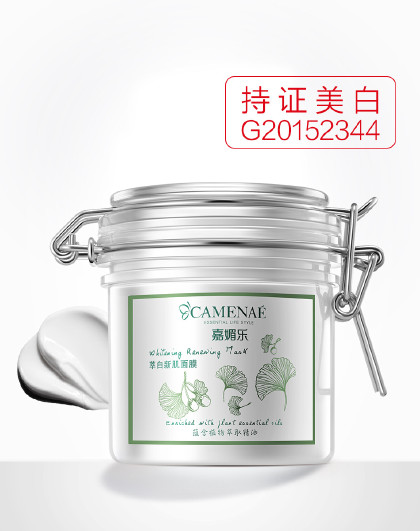 持证美白
G20152344
CAMENAE
ESSENTIAL LIFE STYLE
嘉媚乐
Whitening Renewing Mask
萃白新肌面膜
Enriched with plant essential oils
蕴含植物萃取精油